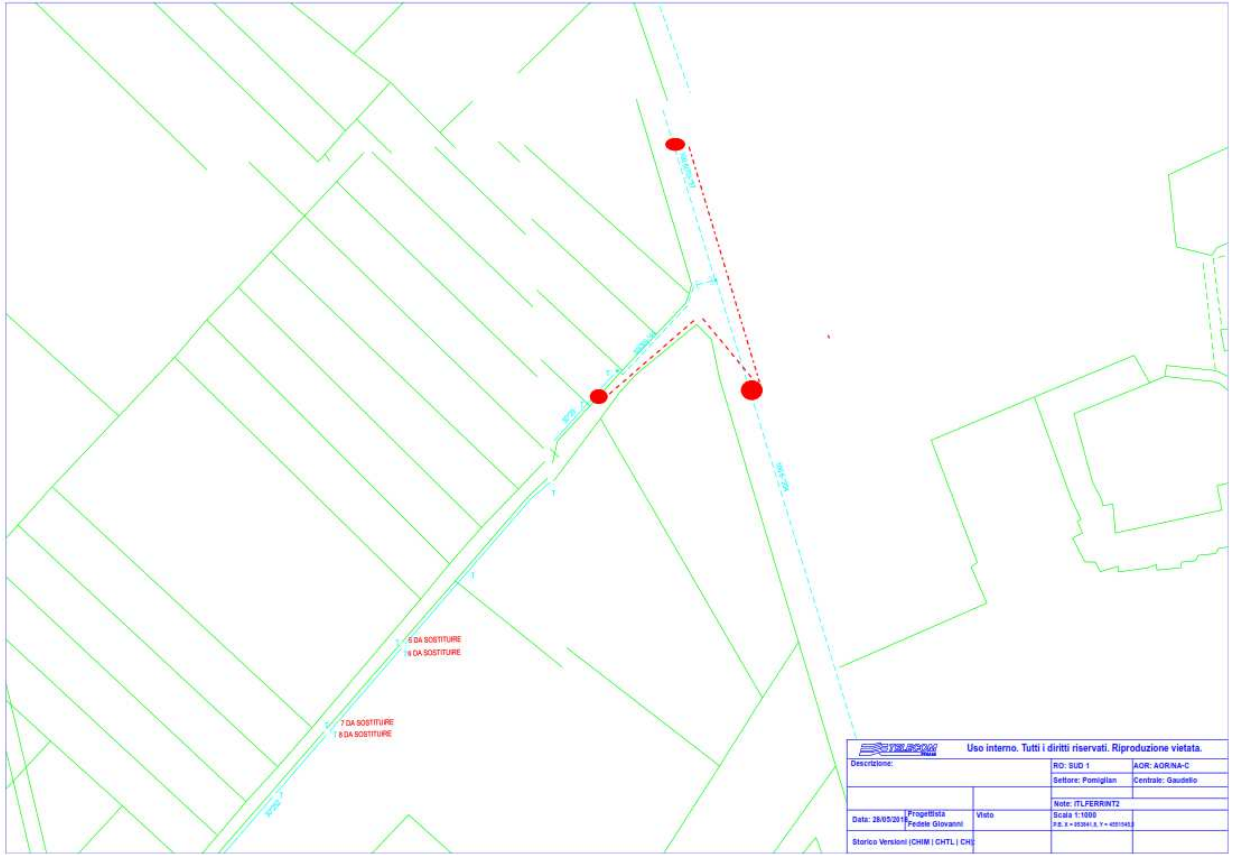 5 DA SOSTITUIRE
6 DA SOSTITUIRE
7 DA SOSTITUIRE
8 DA SOSTITUIRE
T
T
T
T
TELECOM
Uso interno. Tutti i diritti riservati. Riproduzione vietata.
Descrizione:
RO: SUD 1
AOR: AOR/NA-C
Settore: Pomiglian
Centrale: Gaudello
Note: ITLFERRINT2
Data: 28/05/201
Progettista
Fedele Giovanni
Visto
Scala 1:1000
Storico Versioni (CHIM | CHTL | CH